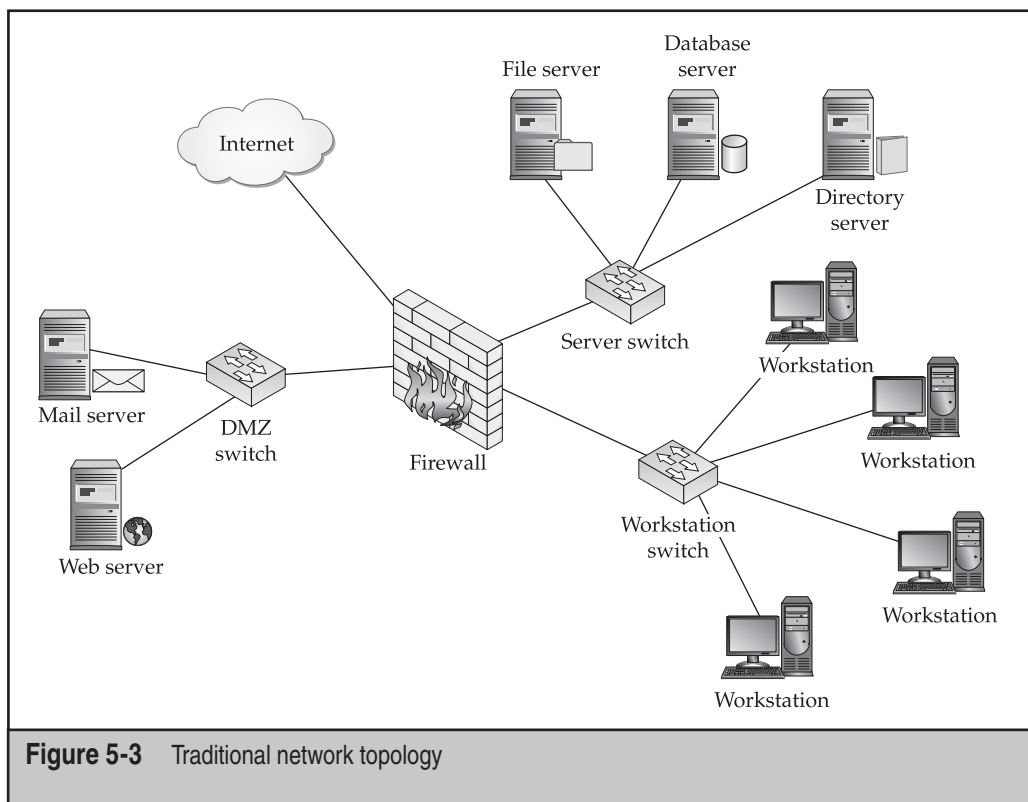 File server
Database
server
Internet
Directory
server
Server switch
Workstation
Mail server
DMZ
switch
Firewall
Workstation
Workstation
switch
Web server
Workstation
Workstation
Figure 5-3 Traditional network topology